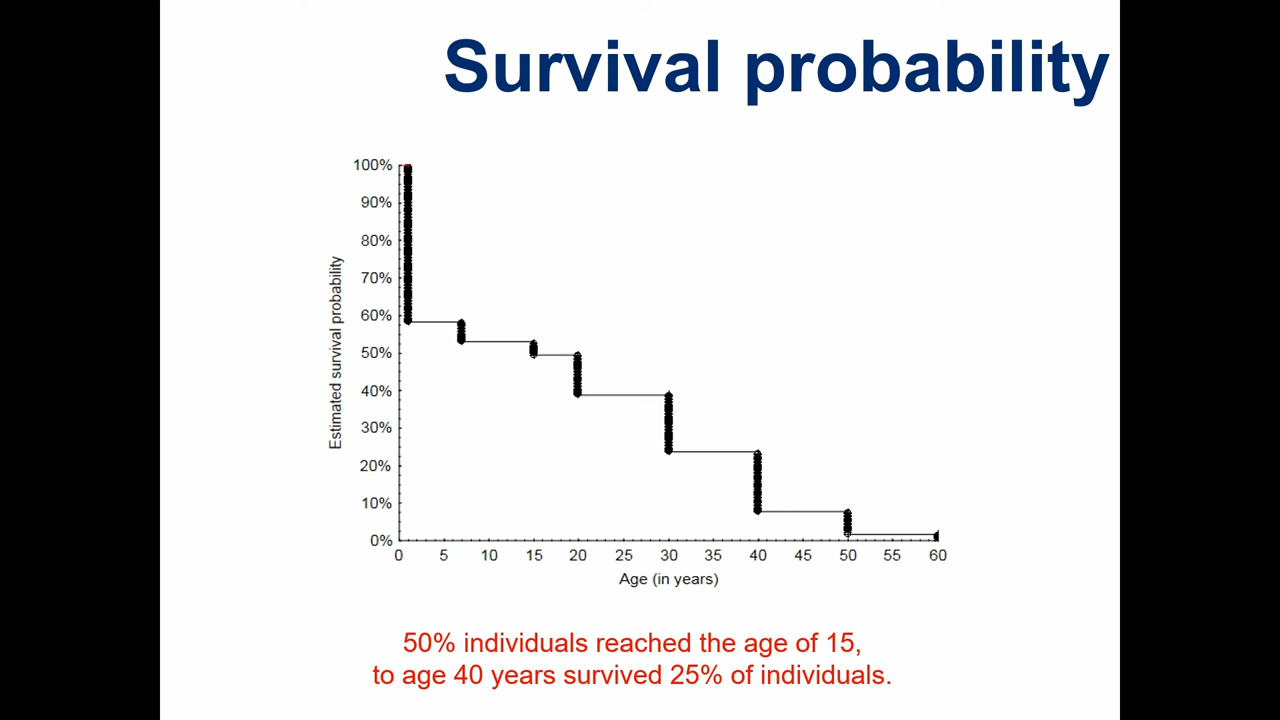 Survival probability
100%
90%
80%
70%
60%
50%
40%
30%
20%
10%
0%
Estimated survival probability
0 5 10 15 20 25 30 35 40 45 50 55 60
Age (in years)
50% individuals reached the age of 15,
to age 40 years survived 25% of individuals.